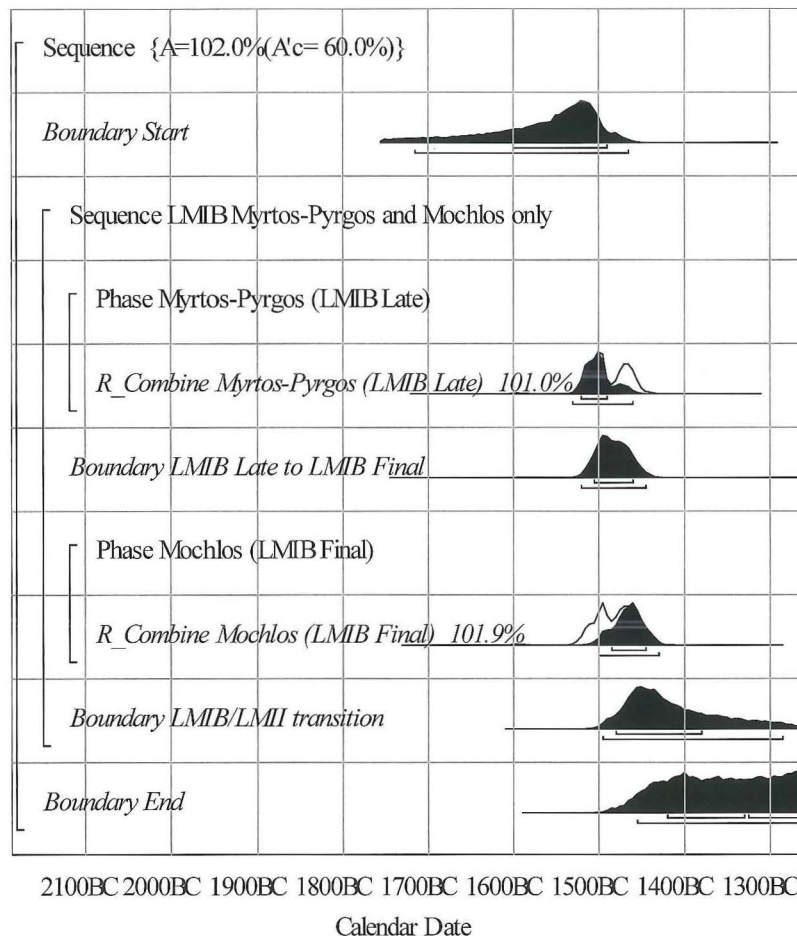 Sequence {A=102.0%(A'c= 60.0%)}
Boundary Start
Sequence LMIB Myrtos-Pyrgos and Mochlos only
Phase Myrtos-Pyrgos (LMIB Late)
R_Combine Myrtos-Pyrgos (LMIB Late) 101.0%
Boundary LMIB Late to LMIB Final
Phase Mochlos (LMIB Final)
R_Combine Mochlos (LMIB Final) 101.9%
Boundary LMIB/LMII transition
Boundary End
2100BC 2000BC 1900BC 1800BC 1700BC 1600BC 1500BC 1400BC 1300BC
Calendar Date